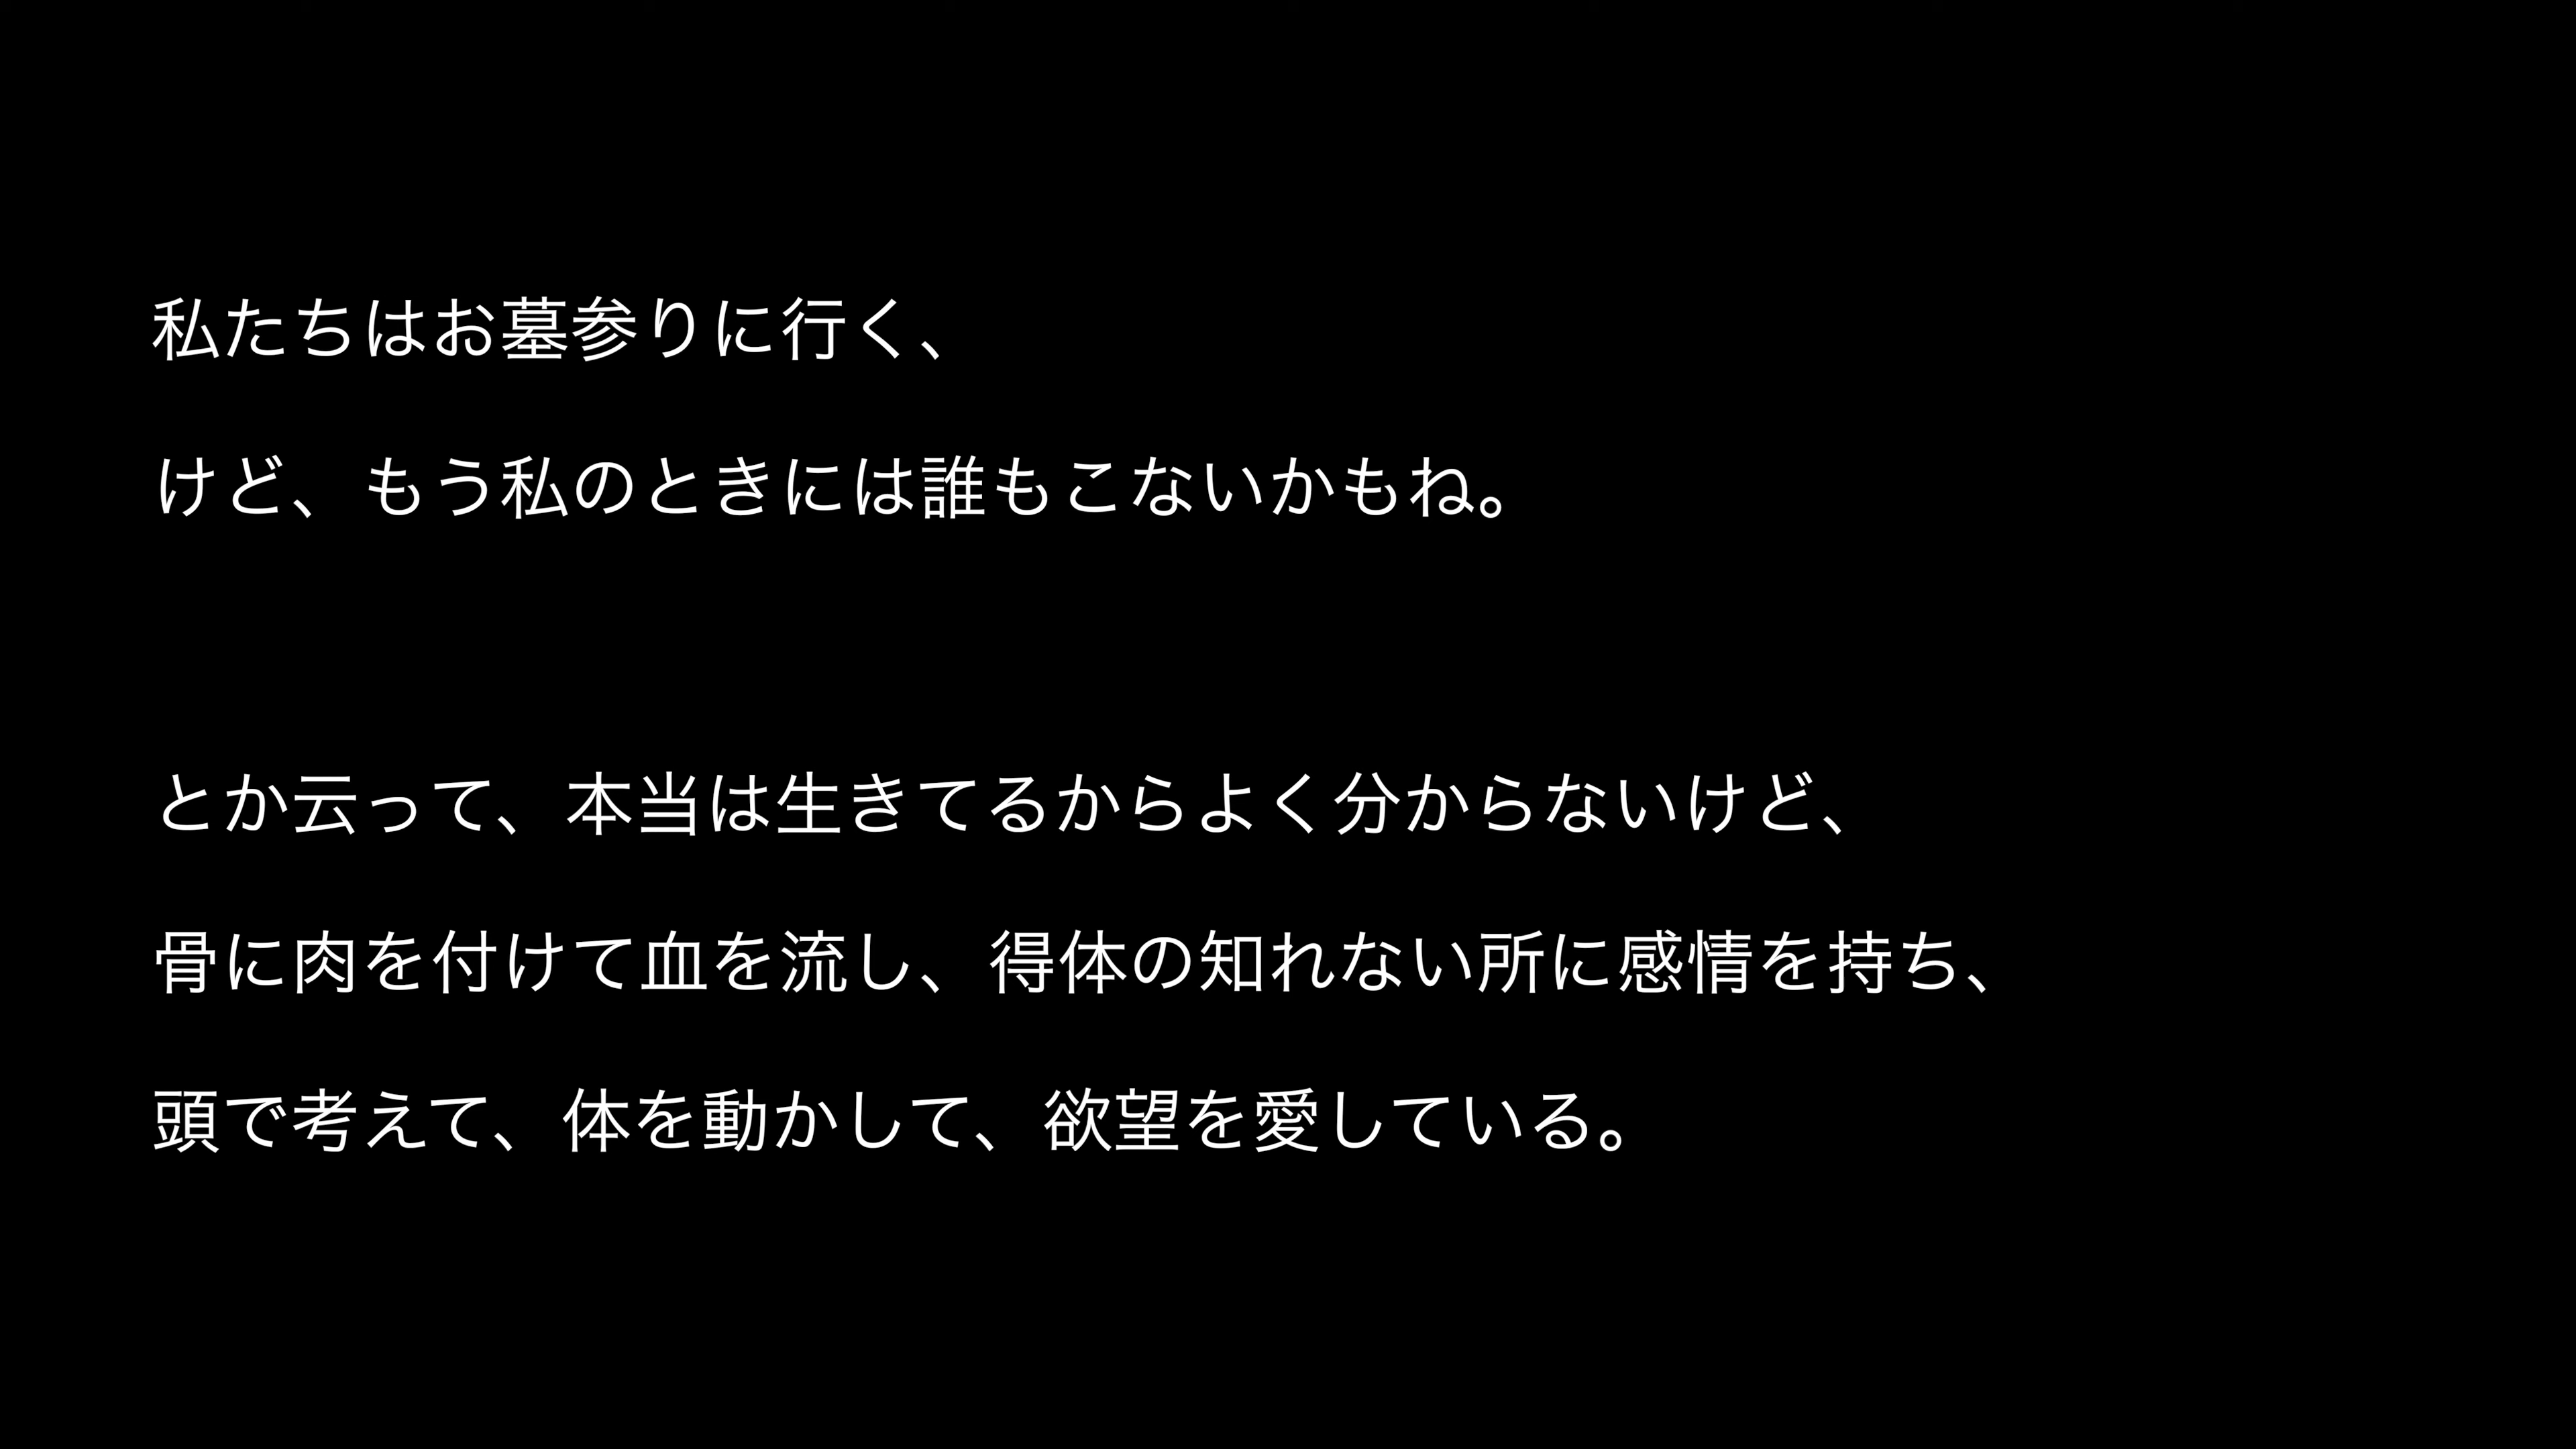 私たちはお墓参りに行く、
けど、もう私のときには誰もこないかもね。
とか云って、本当は生きてるからよく分からないけど、
骨に肉を付けて血を流し、得体の知れない所に感情を持ち、
頭で考えて、体を動かして、欲望を愛している。